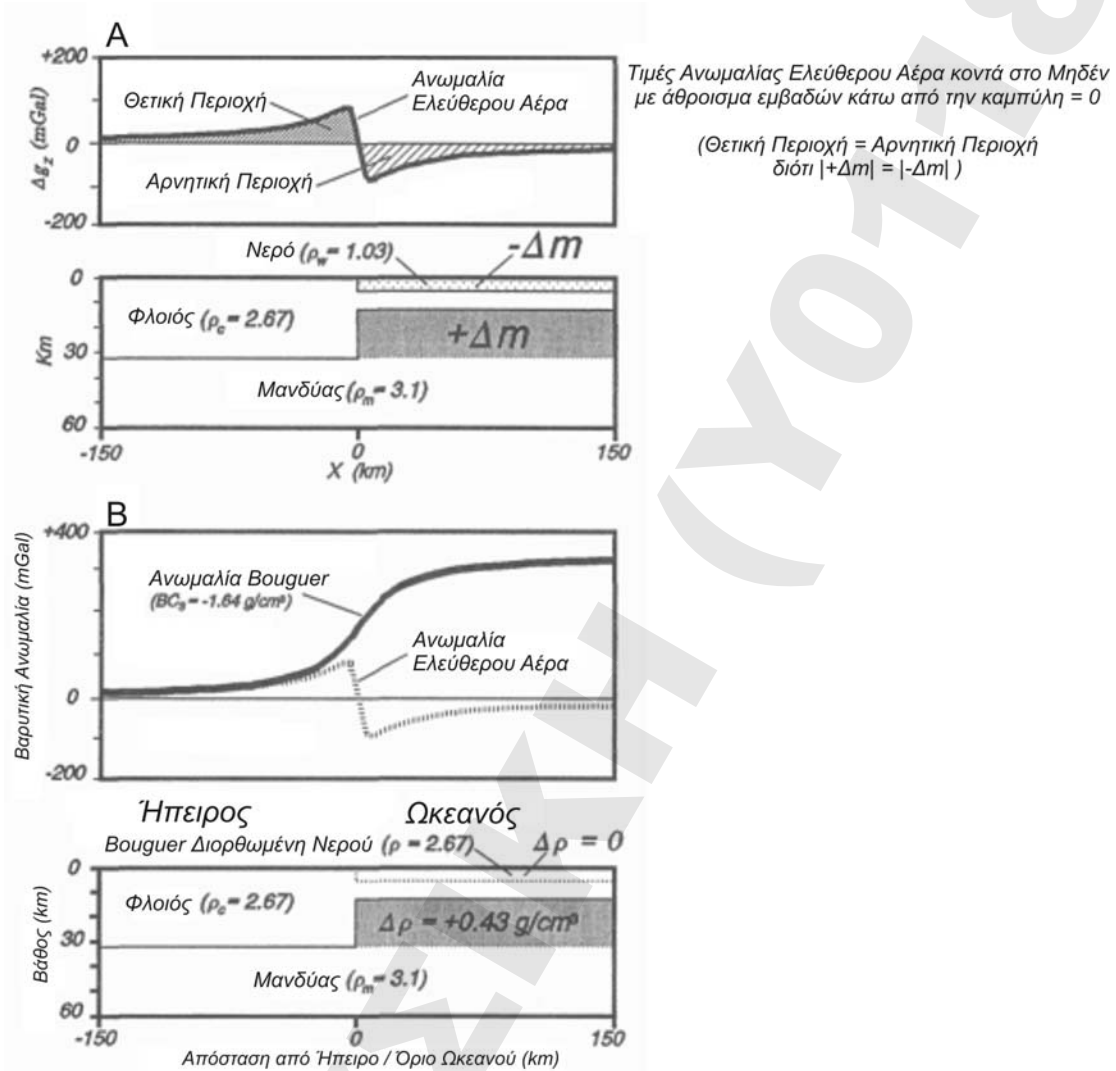 A
+200
0
-200
Δg_z (mGal)
Θετική Περιοχή
Ανωμαλία
Ελεύθερου Αέρα
Αρνητική Περιοχή
Τιμές Ανωμαλίας Ελεύθερου Αέρα κοντά στο Μηδέν
με άθροισμα εμβαδών κάτω από την καμπύλη = 0
(Θετική Περιοχή = Αρνητική Περιοχή
διότι |+Δm| = |-Δm| )
Νερό (ρ_w = 1.03)
-Δm
0
30
60
Km
Φλοιός (ρ_c = 2.67)
+Δm
Μανδύας (ρ_m = 3.1)
-150
0
150
X (km)
B
+400
0
-200
Βαρυτική Ανωμαλία (mGal)
Ανωμαλία Bouguer
(BC_s = -1.64 g/cm³)
Ανωμαλία
Ελεύθερου Αέρα
Ήπειρος
Ωκεανός
Bouguer Διορθωμένη Νερού (ρ = 2.67)
Δρ = 0
0
30
60
Βάθος (km)
Φλοιός (ρ_c = 2.67)
Δρ = +0.43 g/cm³
Μανδύας (ρ_m = 3.1)
-150
0
150
Απόσταση από Ήπειρο / Όριο Ωκεανού (km)
ΣΙΚΗ (Υ018